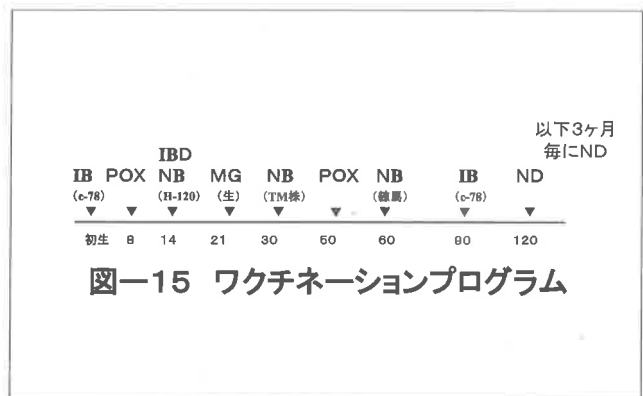 以下3ヶ月
毎にND
IBD
IB POX NB MG NB POX NB IB ND
(c-78) (H-120) (生) (TM株) (練馬) (c-78)
初生 8 14 21 30 50 60 90 120
図ー15 ワクチネーションプログラム